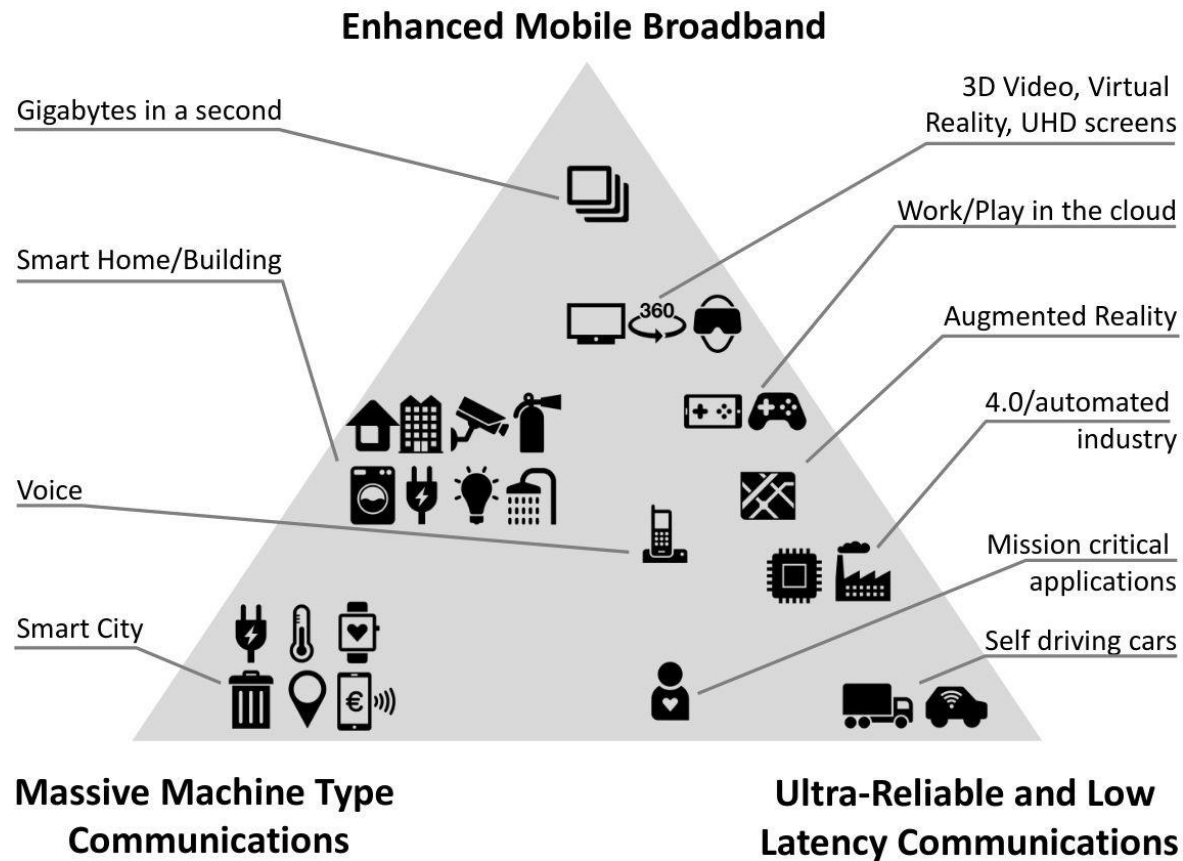 Enhanced Mobile Broadband
Gigabytes in a second
3D Video, Virtual
Reality, UHD screens
Work/Play in the cloud
Smart Home/Building
360
Augmented Reality
4.0/automated
industry
Voice
Mission critical
applications
Smart City
Self driving cars
€
Massive Machine Type
Communications
Ultra-Reliable and Low
Latency Communications